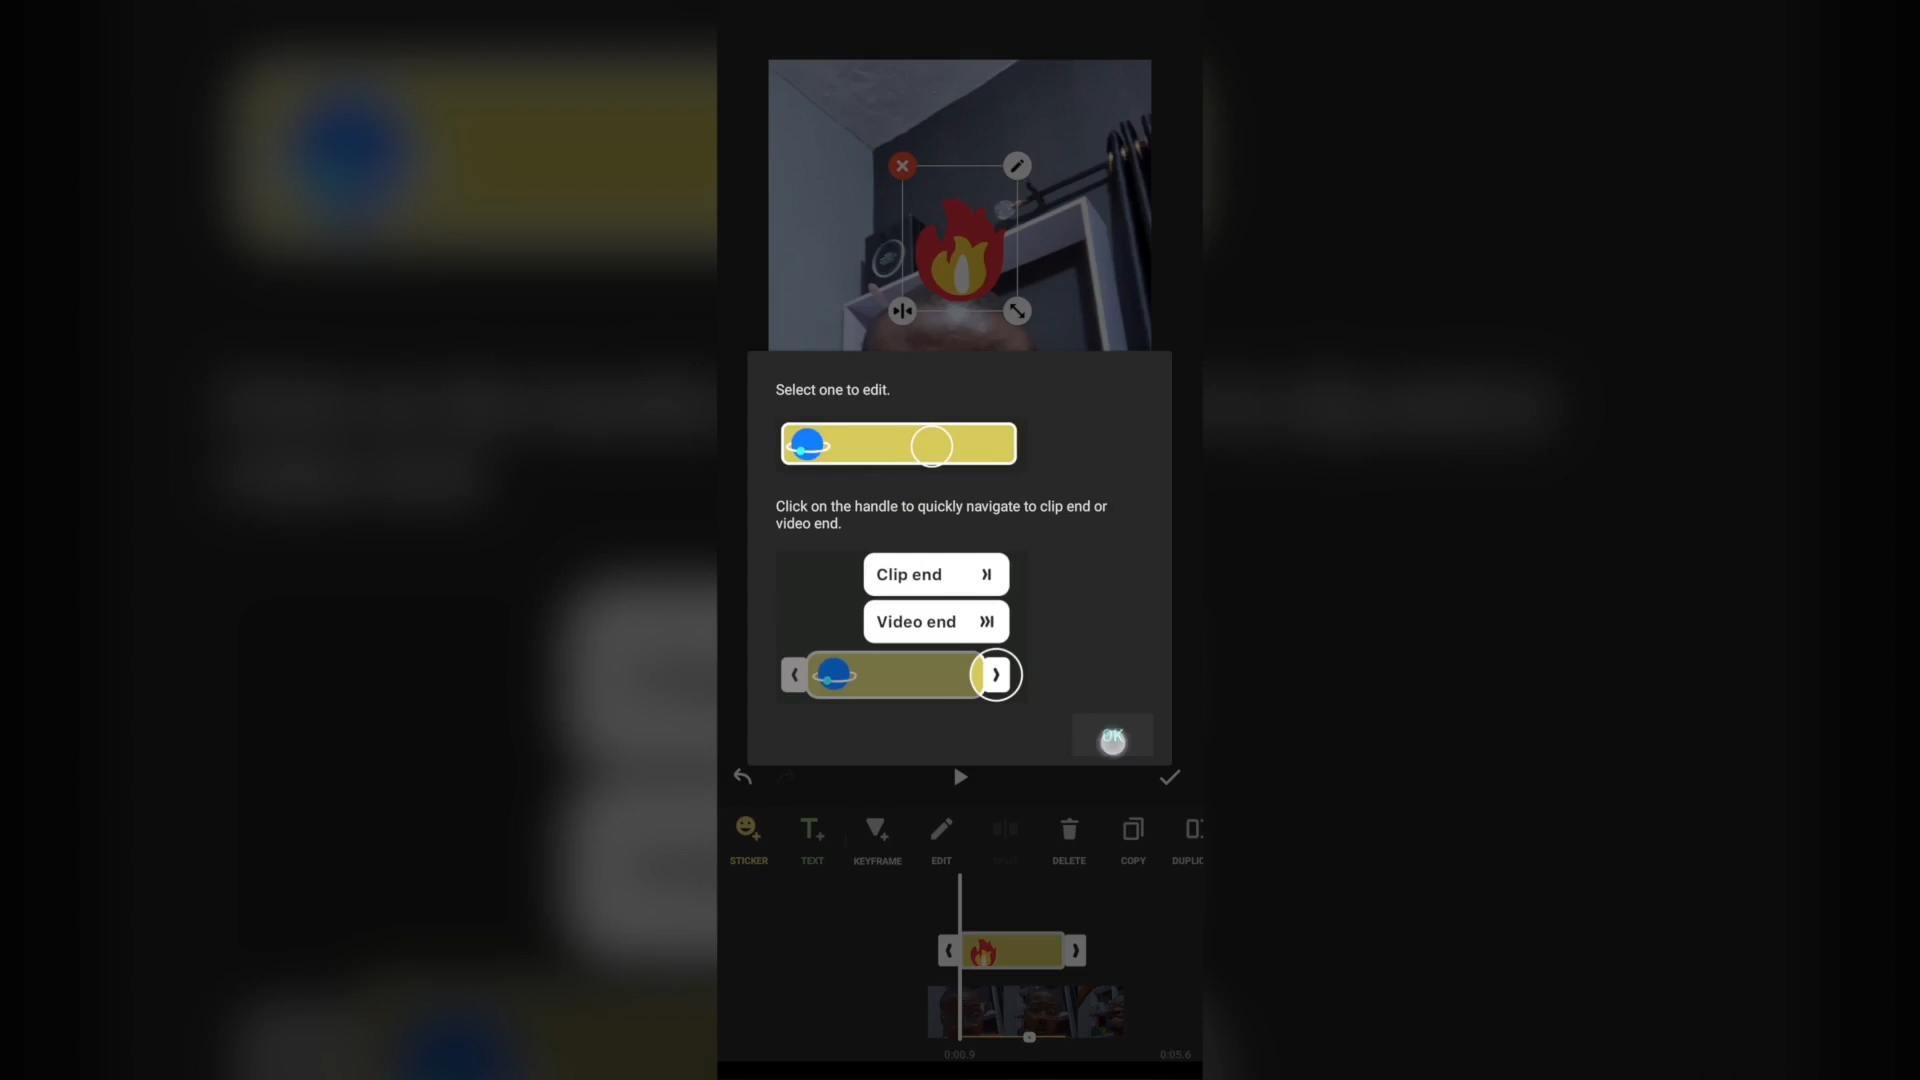 Select one to edit.
Click on the handle to quickly navigate to clip end or
video end.
Clip end
Video end
OK
STICKER
TEXT
KEYFRAME
EDIT
SPLIT
DELETE
COPY
DUPLIC
0:00.9
0:05.6